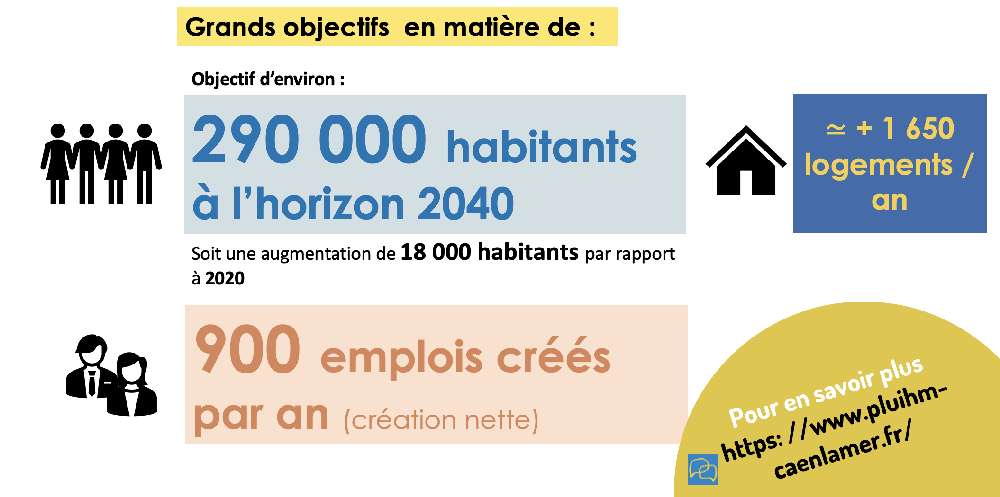 Grands objectifs  en matière de :
Objectif d’environ :
290 000 habitants
à l’horizon 2040
≃ + 1 650
logements /
an
Soit une augmentation de 18 000 habitants par rapport
à 2020
900 emplois créés
par an (création nette)
Pour en savoir plus
https: //www.pluihm-
caenlamer.fr/